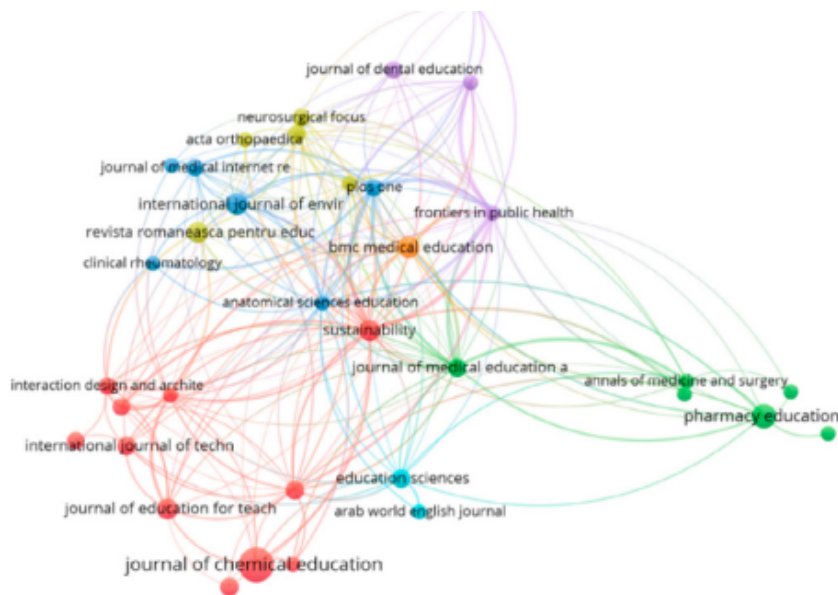 journal of dental education
neurosurgical focus
acta orthopaedica
journal of medical internet re
plos one
international journal of envir
frontiers in public health
revista romaneasca pentru educ
bmc medical education
clinical rheumatology
anatomical sciences education
sustainability
journal of medical education a
interaction design and archite
annals of medicine and surgery
pharmacy education
international journal of techn
education sciences
journal of education for teach
arab world english journal
journal of chemical education